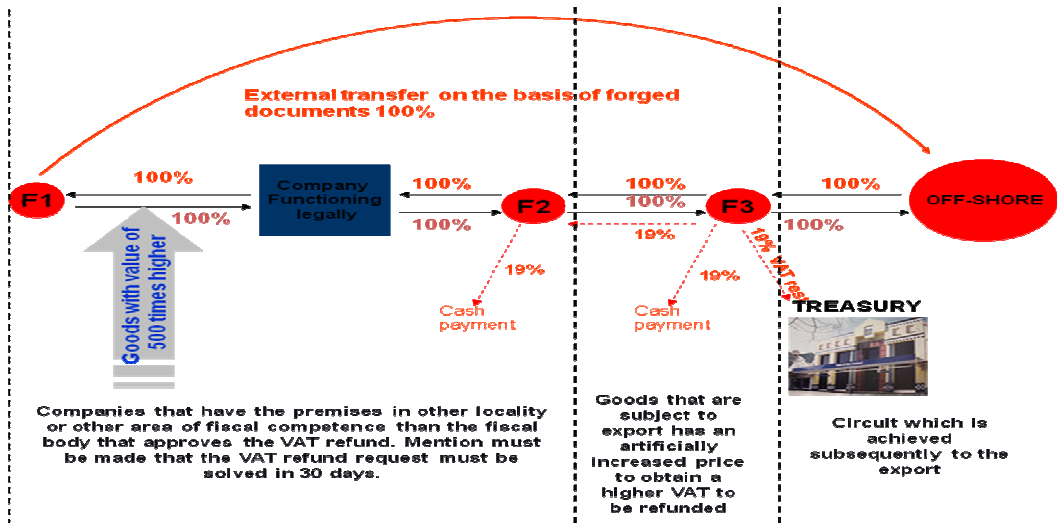 External transfer on the basis of forged
documents 100%
F1
100%
100%
Company
Functioning
legally
100%
100%
F2
100%
100%
19%
F3
100%
100%
OFF-SHORE
Goods with value of
500 times higher
19%
Cash
payment
19%
Cash
payment
19% VAT rest
TREASURY
Companies that have the premises in other locality
or other area of fiscal competence than the fiscal
body that approves the VAT refund. Mention must
be made that the VAT refund request must be
solved in 30 days.
Goods that are
subject to
export has an
artificially
increased price
to obtain a
higher VAT to
be refunded
Circuit which is
achieved
subsequently to the
export